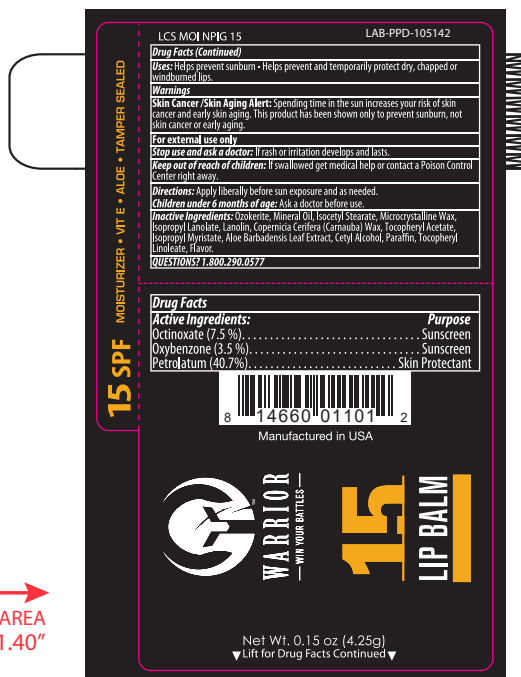 LCS MOI NPIG 15
LAB-PPD-105142
Drug Facts (Continued)
Uses: Helps prevent sunburn • Helps prevent and temporarily protect dry, chapped or
windburned lips.
Warnings
Skin Cancer /Skin Aging Alert: Spending time in the sun increases your risk of skin
cancer and early skin aging. This product has been shown only to prevent sunburn, not
skin cancer or early aging.
For external use only
Stop use and ask a doctor: If rash or irritation develops and lasts.
Keep out of reach of children: If swallowed get medical help or contact a Poison Control
Center right away.
Directions: Apply liberally before sun exposure and as needed.
Children under 6 months of age: Ask a doctor before use.
Inactive Ingredients: Ozokerite, Mineral Oil, Isocetyl Stearate, Microcrystalline Wax,
Isopropyl Lanolate, Lanolin, Copernicia Cerifera (Carnauba) Wax, Tocopheryl Acetate,
Isopropyl Myristate, Aloe Barbadensis Leaf Extract, Cetyl Alcohol, Paraffin, Tocopheryl
Linoleate, Flavor.
QUESTIONS? 1.800.290.0577
15 SPF MOISTURIZER • VIT E • ALOE • TAMPER SEALED
Drug Facts
Active Ingredients: Purpose
Octinoxate (7.5 %)..............................Sunscreen
Oxybenzone (3.5 %).............................Sunscreen
Petrolatum (40.7%).........................Skin Protectant
8 14660 01101 2
Manufactured in USA
WARRIOR™
— WIN YOUR BATTLES —
15
LIP BALM
Net Wt. 0.15 oz (4.25g)
▼Lift for Drug Facts Continued▼
AREA
1.40"